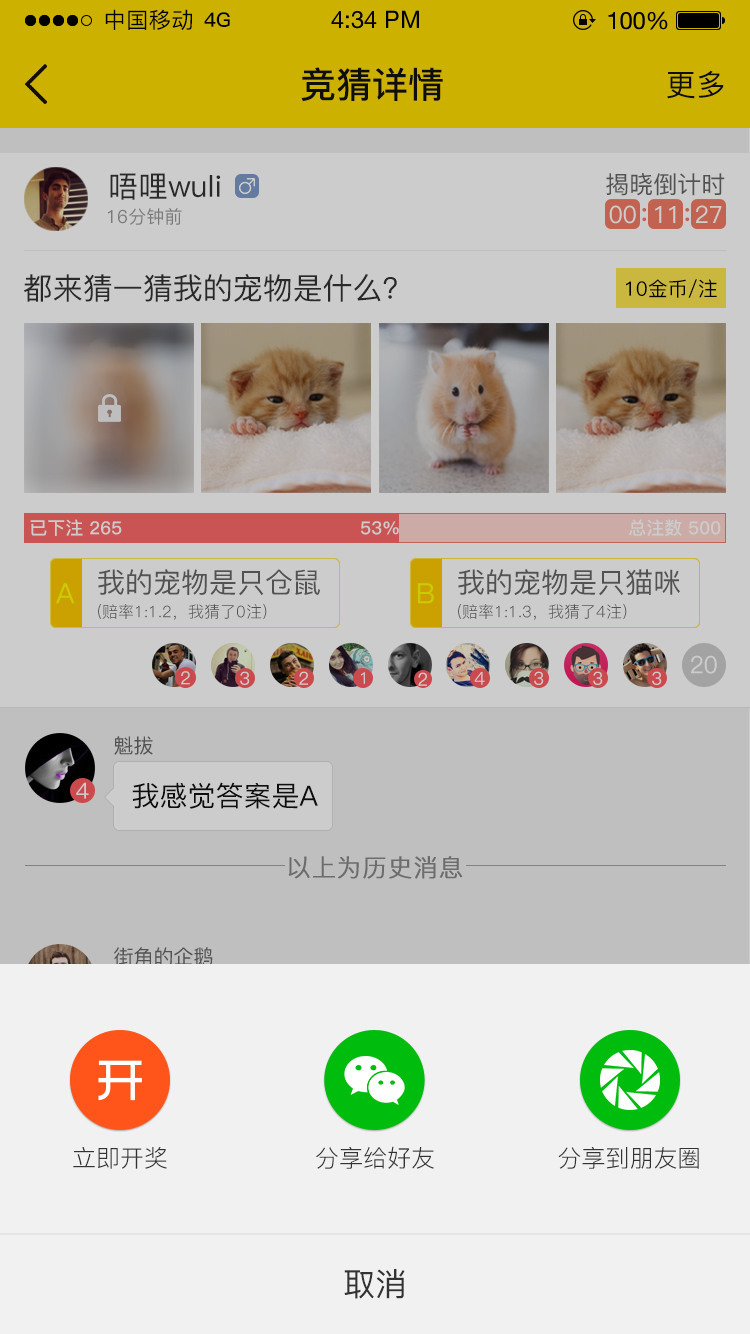 中国移动 4G 4:34 PM 100%
竞猜详情 更多
唔哩wuli 揭晓倒计时
16分钟前 00:11:27
都来猜一猜我的宠物是什么? 10金币/注
已下注 265 53% 总注数 500
A 我的宠物是只仓鼠
(赔率1:1.2，我猜了0注)
B 我的宠物是只猫咪
(赔率1:1.3，我猜了4注)
2 3 2 1 2 4 3 3 3 20
魁拔
4 我感觉答案是A
以上为历史消息
街角的企鹅
开
立即开奖 分享给好友 分享到朋友圈
取消